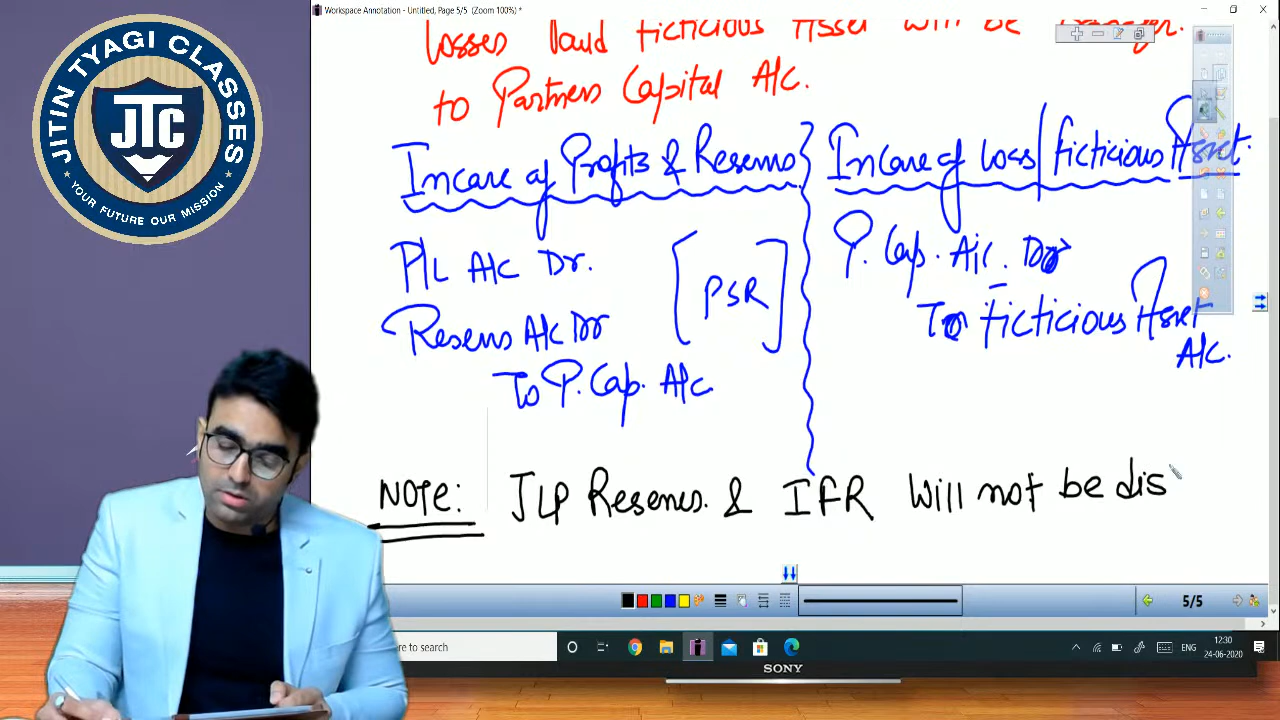 Workspace Annotation - Untitled, Page 5/5 (Zoom 100%) *
JITIN TYAGI CLASSES
JTC
"YOUR FUTURE OUR MISSION"
losses and ficticious Asset will be
to Partners Capital A/c.
Incase of Profits & Reserves
Incase of Loss/ficticious Asset.
P/L A/c Dr.
[PSR]
Reserves A/c Dr
To P. Cap. A/c
P. Cap. A/c. Dr
To ficticious Asset
A/c.
NOTE: JLP Reserves. & IFR will not be dis
5/5
re to search
12:30
ENG
24-06-2020
SONY